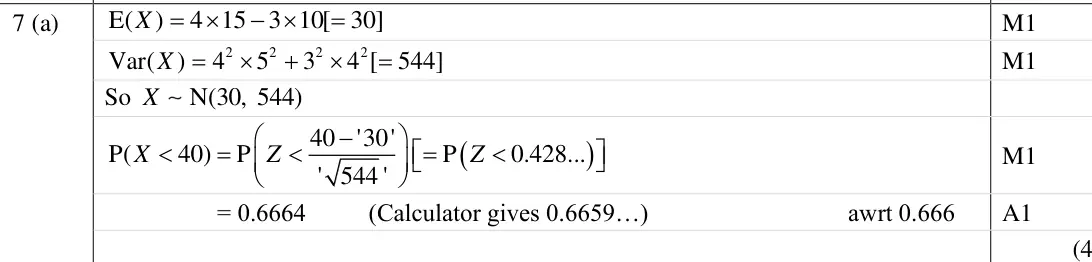 7 (a) E(X) = 4×15 − 3×10[= 30] M1
Var(X) = 4² × 5² + 3² × 4² [= 544] M1
So X ~ N(30, 544)
P(X < 40) = P(Z < (40 − '30') / '√544') [= P(Z < 0.428...)] M1
= 0.6664 (Calculator gives 0.6659…) awrt 0.666 A1
(4